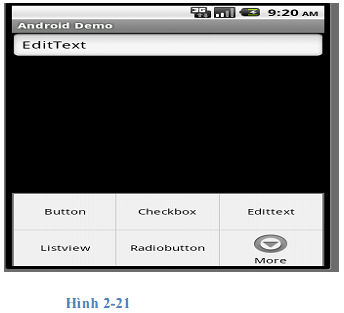 3G 9:20 AM
Android Demo
EditText
Button Checkbox Edittext
Listview Radiobutton More
Hình 2-21